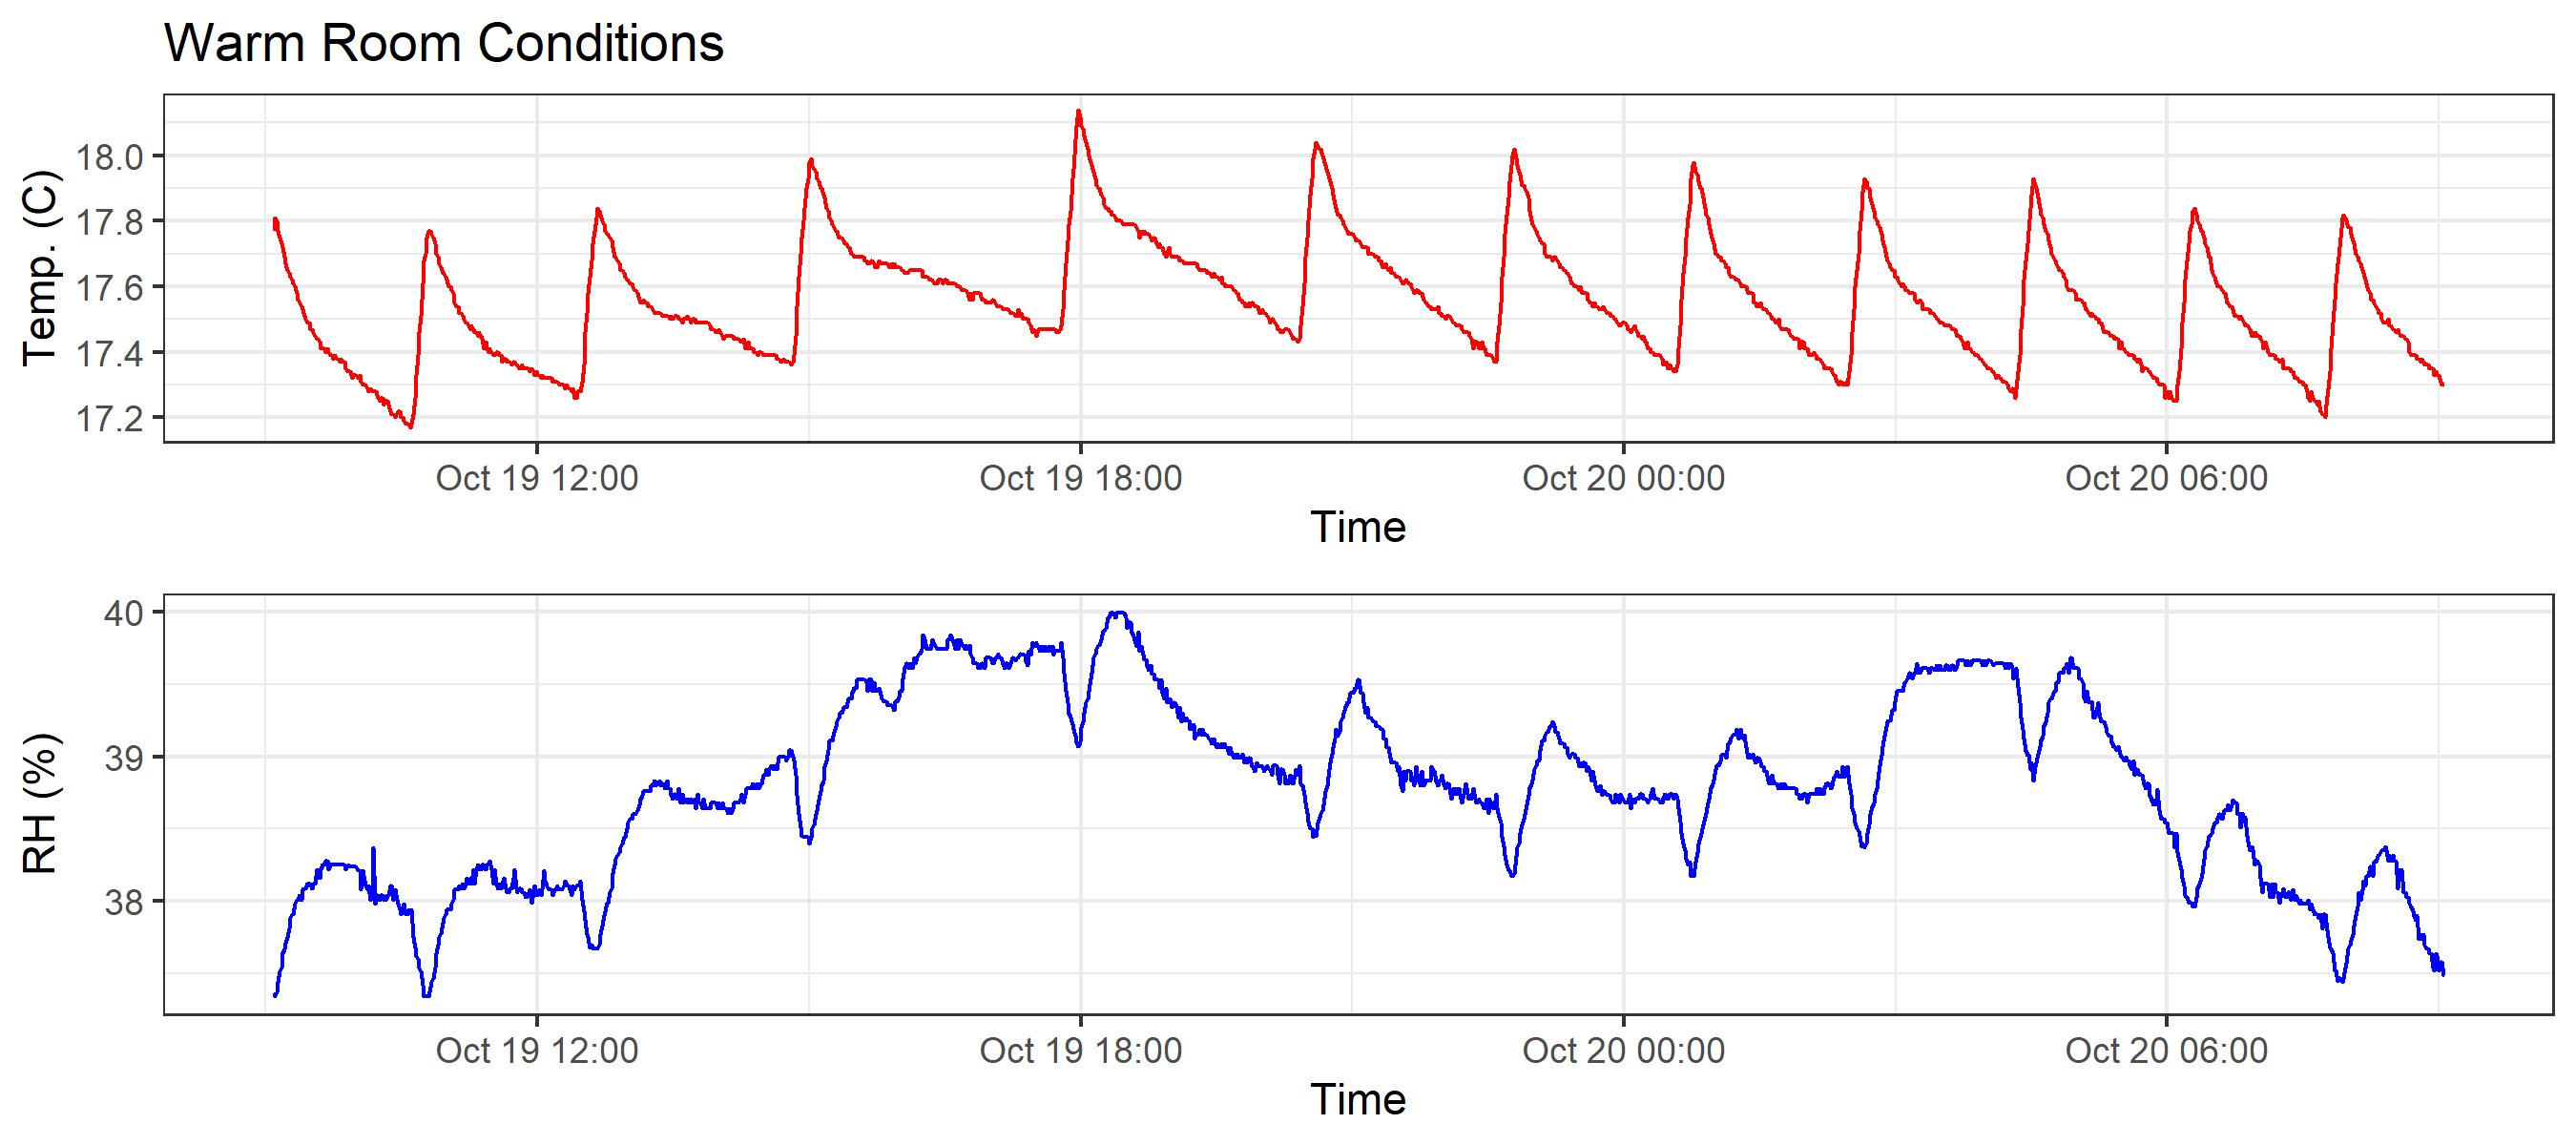 Warm Room Conditions
Temp. (C)
18.0
17.8
17.6
17.4
17.2
Oct 19 12:00 Oct 19 18:00 Oct 20 00:00 Oct 20 06:00
Time
RH (%)
40
39
38
Oct 19 12:00 Oct 19 18:00 Oct 20 00:00 Oct 20 06:00
Time